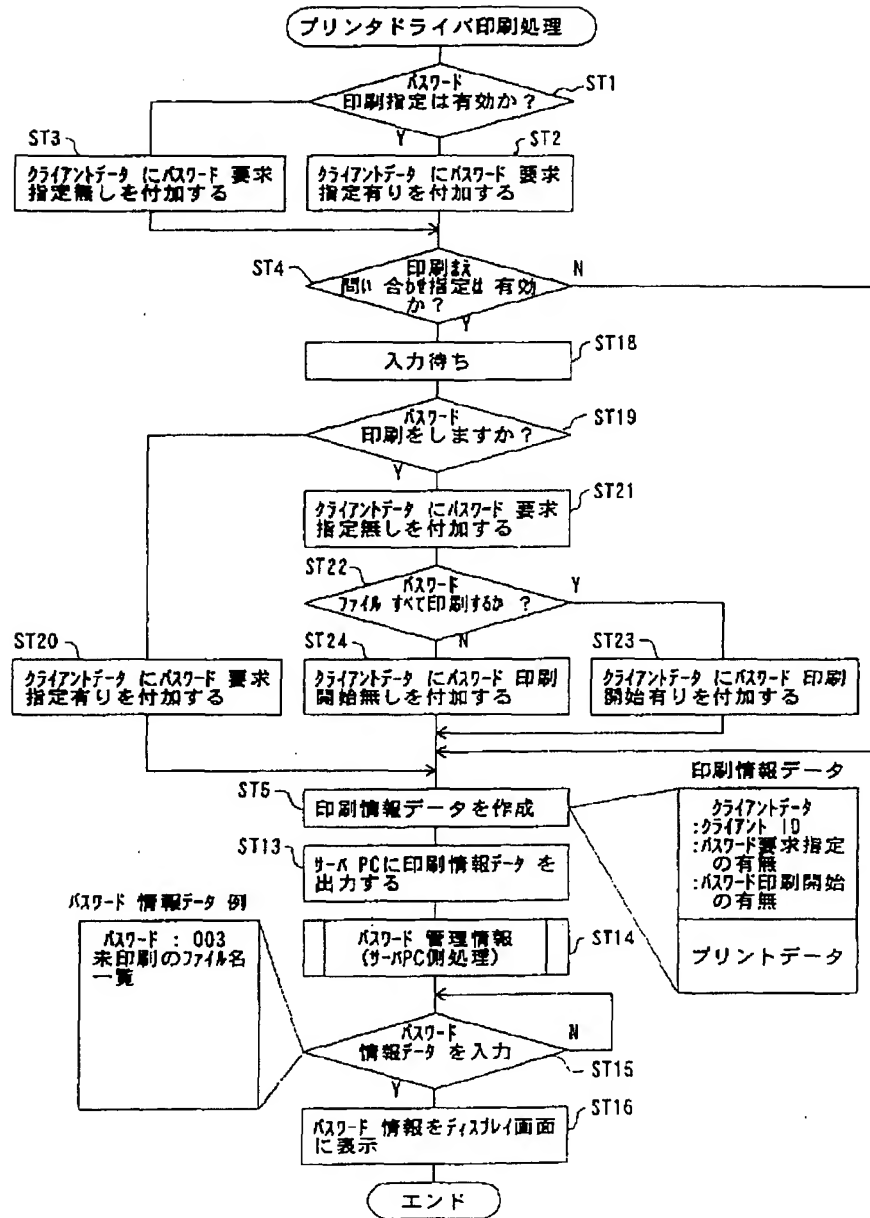 プリンタドライバ印刷処理
パスワード
印刷指定は有効か？
ST1
Y
ST3
クライアントデータ にパスワード 要求
指定無しを付加する
ST2
クライアントデータ にパスワード 要求
指定有りを付加する
ST4
印刷まえ
問い 合わせ指定は 有効
か？
N
Y
入力待ち
ST18
パスワード
印刷をしますか？
ST19
Y
クライアントデータ にパスワード 要求
指定無しを付加する
ST21
ST22
パスワード
ファイル すべて印刷するか ？
Y
N
ST20
クライアントデータ にパスワード 要求
指定有りを付加する
ST24
クライアントデータ にパスワード 印刷
開始無しを付加する
ST23
クライアントデータ にパスワード 印刷
開始有りを付加する
ST5
印刷情報データを作成
印刷情報データ
クライアントデータ
:クライアント ID
:パスワード要求指定
の有無
:パスワード印刷開始
の有無
プリントデータ
ST13
サーバ PCに印刷情報データ を
出力する
パスワード 情報データ 例
パスワード : 003
未印刷のファイル名
一覧
パスワード 管理情報
(サーバPC側処理)
ST14
パスワード
情報データ を入力
N
ST15
Y
パスワード 情報をディスプレイ画面
に表示
ST16
エンド